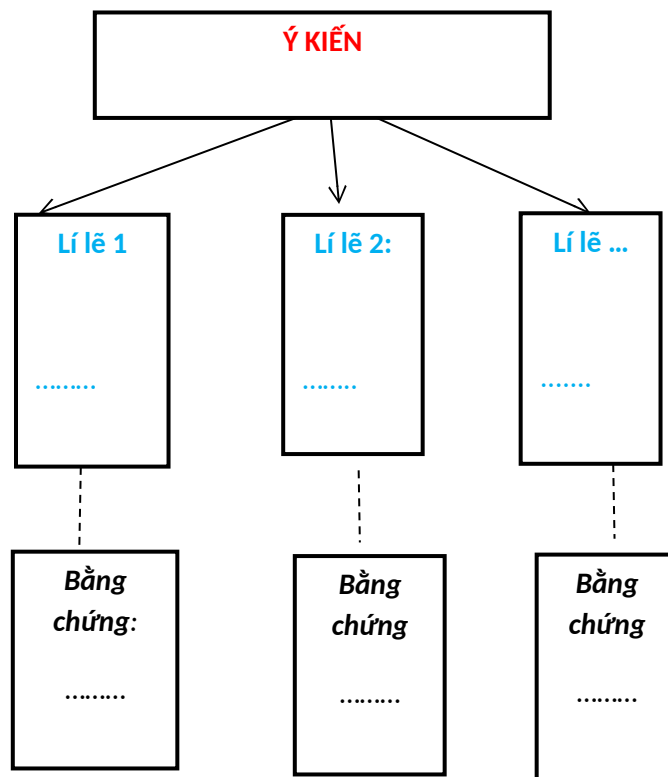 Ý KIẾN
Lí lẽ 1
………
Lí lẽ 2:
……..
Lí lẽ …
…….
Bằng
chứng:
………
Bằng
chứng
………
Bằng
chứng
………